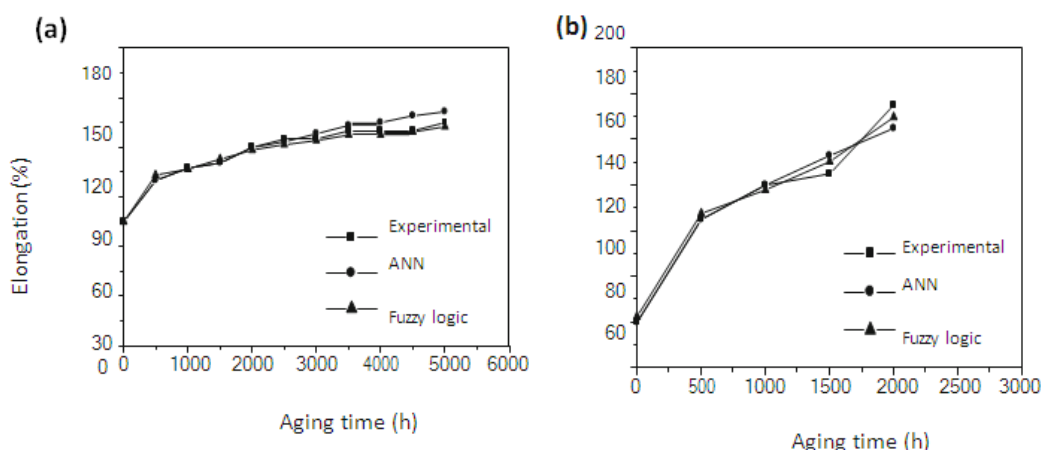 (a)
180
150
120
90
60
30
0
Elongation (%)
Experimental
ANN
Fuzzy logic
0 1000 2000 3000 4000 5000 6000
Aging time (h)
(b)
200
180
160
140
120
100
80
60
Experimental
ANN
Fuzzy logic
0 500 1000 1500 2000 2500 3000
Aging time (h)